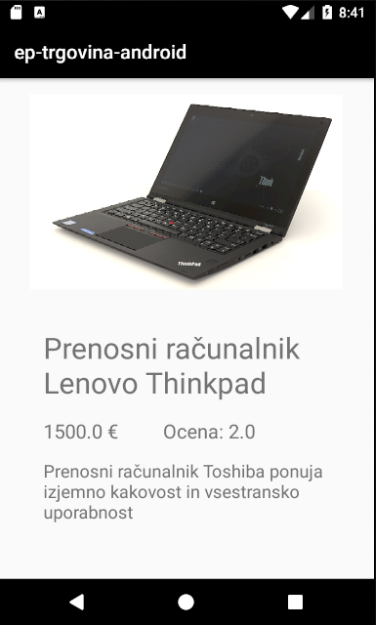 8:41
ep-trgovina-android
Think
ThinkPad
Prenosni računalnik
Lenovo Thinkpad
1500.0 € Ocena: 2.0
Prenosni računalnik Toshiba ponuja
izjemno kakovost in vsestransko
uporabnost